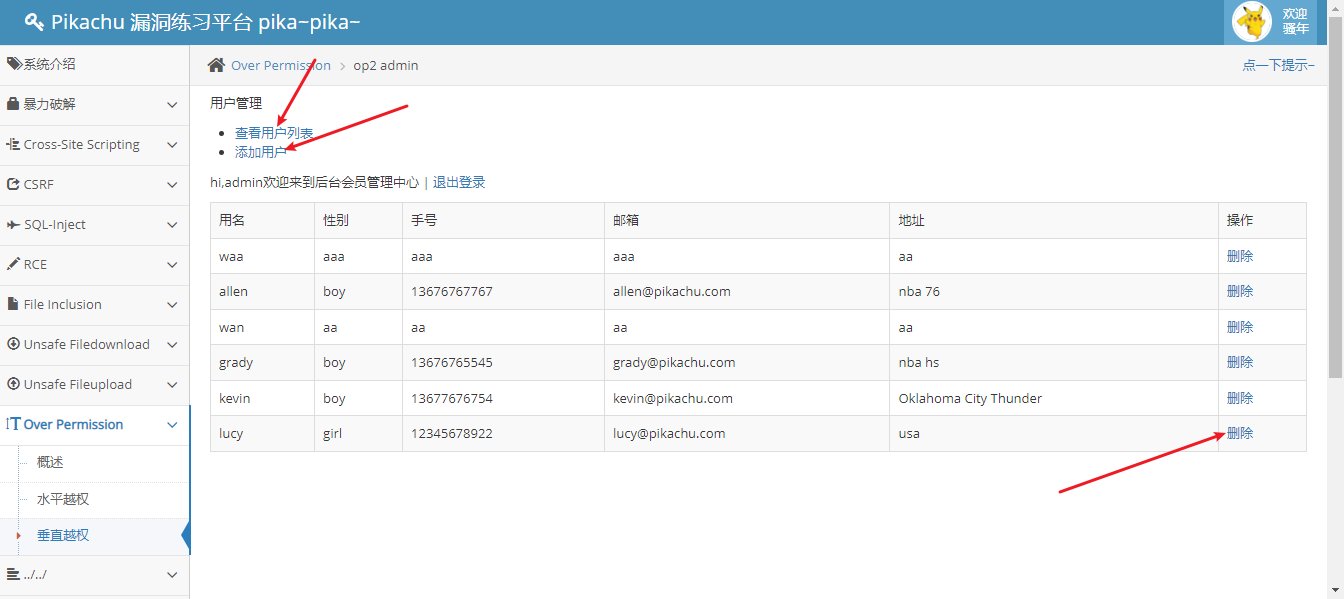 Pikachu 漏洞练习平台 pika~pika~
欢迎
骚年
系统介绍
暴力破解
Cross-Site Scripting
CSRF
SQL-Inject
RCE
File Inclusion
Unsafe Filedownload
Unsafe Fileupload
Over Permission
概述
水平越权
垂直越权
../../
Over Permission > op2 admin
点一下提示~
用户管理
查看用户列表
添加用户
hi,admin欢迎来到后台会员管理中心 | 退出登录
用名 性别 手号 邮箱 地址 操作
waa aaa aaa aaa aa 删除
allen boy 13676767767 allen@pikachu.com nba 76 删除
wan aa aa aa aa 删除
grady boy 13676765545 grady@pikachu.com nba hs 删除
kevin boy 13677676754 kevin@pikachu.com Oklahoma City Thunder 删除
lucy girl 12345678922 lucy@pikachu.com usa 删除